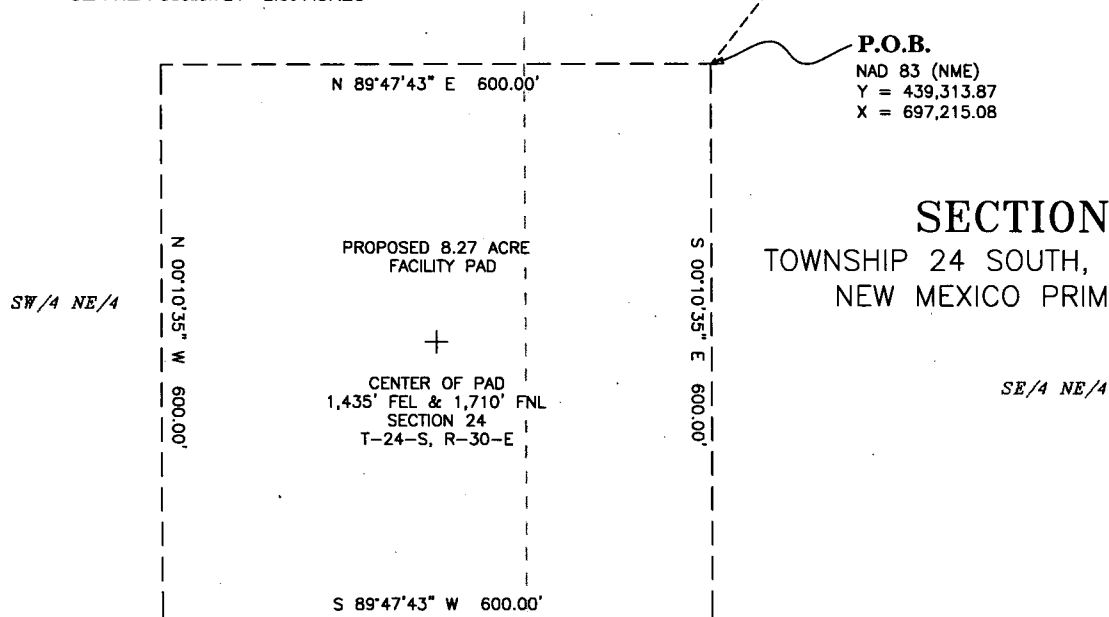 P.O.B.
NAD 83 (NME)
Y = 439,313.87
X = 697,215.08
N 89°47'43" E 600.00'
SECTION
TOWNSHIP 24 SOUTH,
NEW MEXICO PRIM
PROPOSED 8.27 ACRE
FACILITY PAD
N 00°10'35" W 600.00'
S 00°10'35" E 600.00'
SW/4 NE/4
CENTER OF PAD
1,435' FEL & 1,710' FNL
SECTION 24
T-24-S, R-30-E
SE/4 NE/4
S 89°47'43" W 600.00'